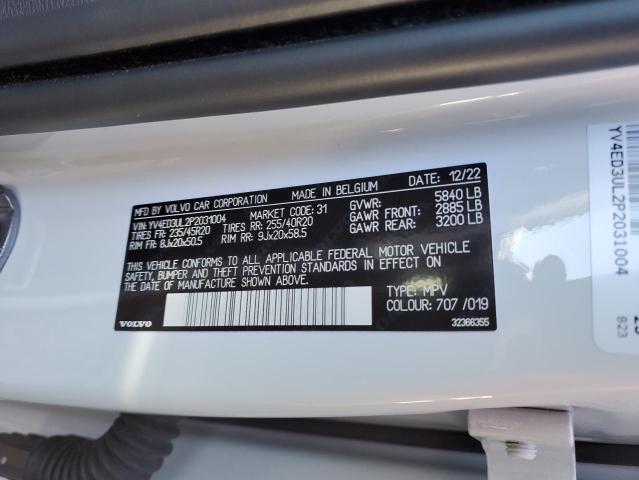 MFD BY VOLVO CAR CORPORATION MADE IN BELGIUM 12/22
VIN: YV4ED3UL2P2031004 MARKET CODE: 31 GVWR: 5840 LB
TIRES FR: 235/45R20 TIRES RR: 255/40R20 GAWR FRONT: 2885 LB
RIM FR: 8Jx20x50.5 RIM RR: 9Jx20x58.5 GAWR REAR: 3200 LB
THIS VEHICLE CONFORMS TO ALL APPLICABLE FEDERAL MOTOR VEHICLE
SAFETY, BUMPER AND THEFT PREVENTION STANDARDS IN EFFECT ON
THE DATE OF MANUFACTURE SHOWN ABOVE.
TYPE: MPV
COLOUR: 707 /019
VOLVO 32366355
YV4ED3UL2P2031004
823